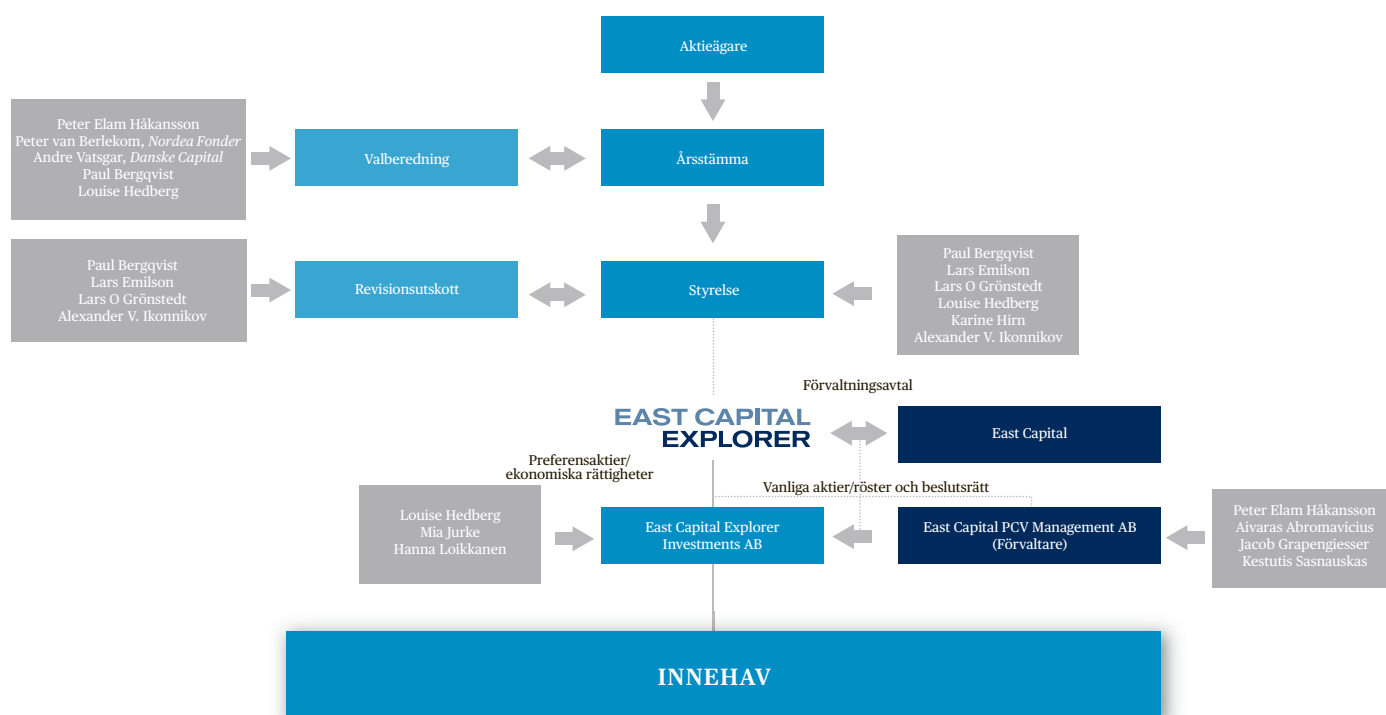 Aktieägare
Peter Elam Håkansson
Peter van Berlekom, Nordea Fonder
Andre Vatsgar, Danske Capital
Paul Bergqvist
Louise Hedberg
Valberedning
Årsstämma
Paul Bergqvist
Lars Emilson
Lars O Grönstedt
Alexander V. Ikonnikov
Revisionsutskott
Styrelse
Paul Bergqvist
Lars Emilson
Lars O Grönstedt
Louise Hedberg
Karine Hirn
Alexander V. Ikonnikov
Förvaltningsavtal
EAST CAPITAL
EXPLORER
East Capital
Preferensaktier/
ekonomiska rättigheter
Vanliga aktier/röster och beslutsrätt
Louise Hedberg
Mia Jurke
Hanna Loikkanen
East Capital Explorer
Investments AB
East Capital PCV Management AB
(Förvaltare)
Peter Elam Håkansson
Aivaras Abromavicius
Jacob Grapengiesser
Kestutis Sasnauskas
INNEHAV